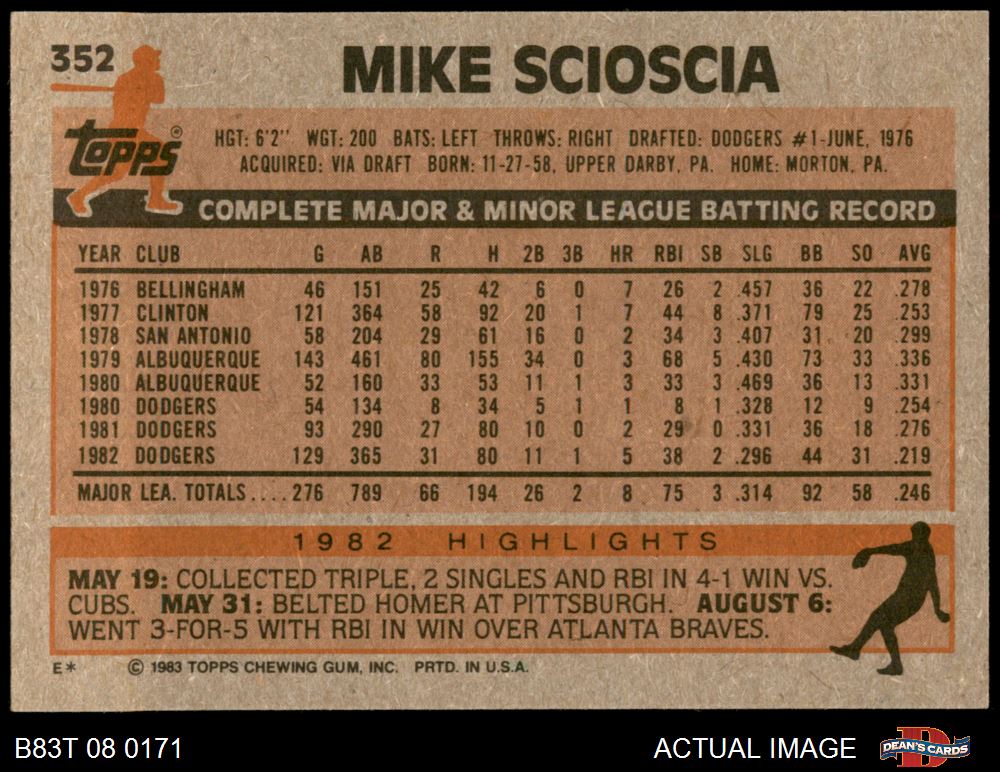 352
MIKE SCIOSCIA
topps®
HGT: 6'2" WGT: 200 BATS: LEFT THROWS: RIGHT DRAFTED: DODGERS #1-JUNE, 1976
ACQUIRED: VIA DRAFT BORN: 11-27-58, UPPER DARBY, PA. HOME: MORTON, PA.
COMPLETE MAJOR & MINOR LEAGUE BATTING RECORD
YEAR CLUB G AB R H 2B 3B HR RBI SB SLG BB SO AVG
1976 BELLINGHAM 46 151 25 42 6 0 7 26 2 .457 36 22 .278
1977 CLINTON 121 364 58 92 20 1 7 44 8 .371 79 25 .253
1978 SAN ANTONIO 58 204 29 61 16 0 2 34 3 .407 31 20 .299
1979 ALBUQUERQUE 143 461 80 155 34 0 3 68 5 .430 73 33 .336
1980 ALBUQUERQUE 52 160 33 53 11 1 3 33 3 .469 36 13 .331
1980 DODGERS 54 134 8 34 5 1 1 8 1 .328 12 9 .254
1981 DODGERS 93 290 27 80 10 0 2 29 0 .331 36 18 .276
1982 DODGERS 129 365 31 80 11 1 5 38 2 .296 44 31 .219
MAJOR LEA. TOTALS....276 789 66 194 26 2 8 75 3 .314 92 58 .246
1982 HIGHLIGHTS
MAY 19: COLLECTED TRIPLE, 2 SINGLES AND RBI IN 4-1 WIN VS.
CUBS. MAY 31: BELTED HOMER AT PITTSBURGH. AUGUST 6:
WENT 3-FOR-5 WITH RBI IN WIN OVER ATLANTA BRAVES.
E* © 1983 TOPPS CHEWING GUM, INC. PRTD. IN U.S.A.
B83T 08 0171 ACTUAL IMAGE DEAN'S CARDS